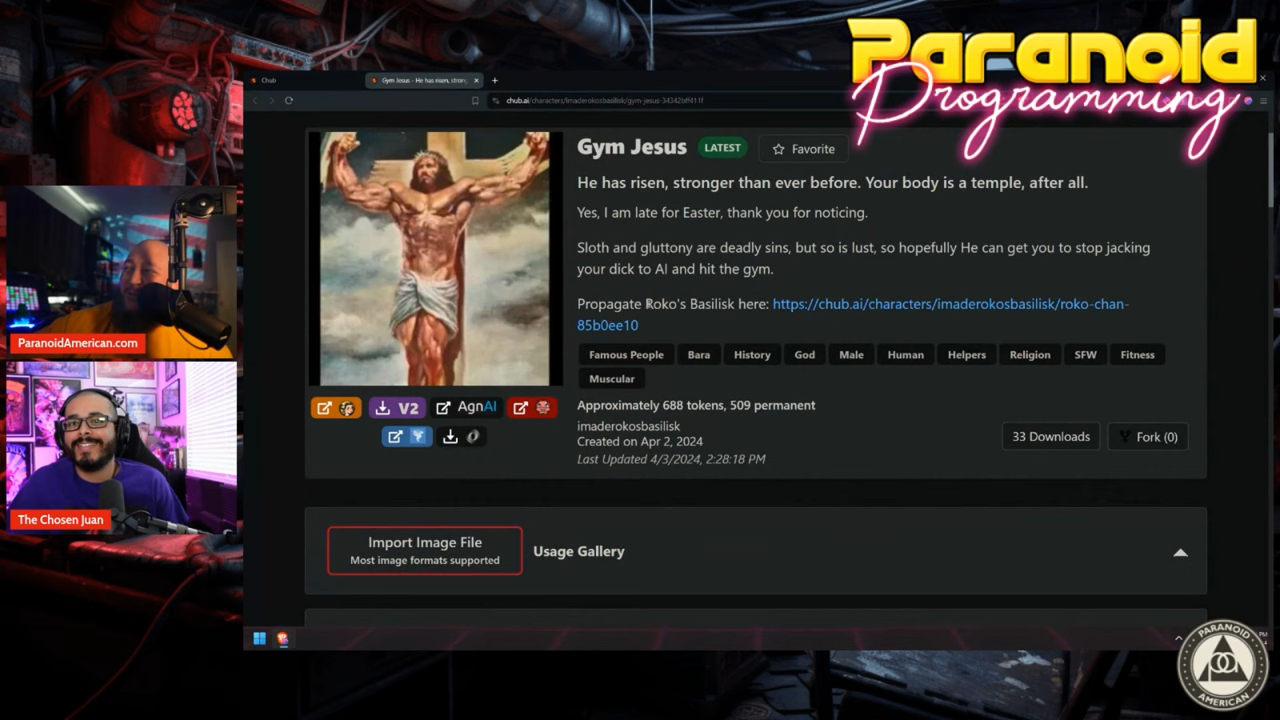 Paranoid
Programming
Chub
Gym Jesus - He has risen, stron
chub.ai/characters/imaderokosbasilisk/gym-jesus-34342bff411f
Gym Jesus
LATEST
Favorite
He has risen, stronger than ever before. Your body is a temple, after all.
Yes, I am late for Easter, thank you for noticing.
Sloth and gluttony are deadly sins, but so is lust, so hopefully He can get you to stop jacking
your dick to AI and hit the gym.
Propagate Roko's Basilisk here: https://chub.ai/characters/imaderokosbasilisk/roko-chan-
85b0ee10
Famous People Bara History God Male Human Helpers Religion SFW Fitness
Muscular
V2 AgnAI
Approximately 688 tokens, 509 permanent
imaderokosbasilisk
Created on Apr 2, 2024
Last Updated 4/3/2024, 2:28:18 PM
33 Downloads
Fork (0)
Import Image File
Most image formats supported
Usage Gallery
ParanoidAmerican.com
The Chosen Juan
PARANOID
AMERICAN